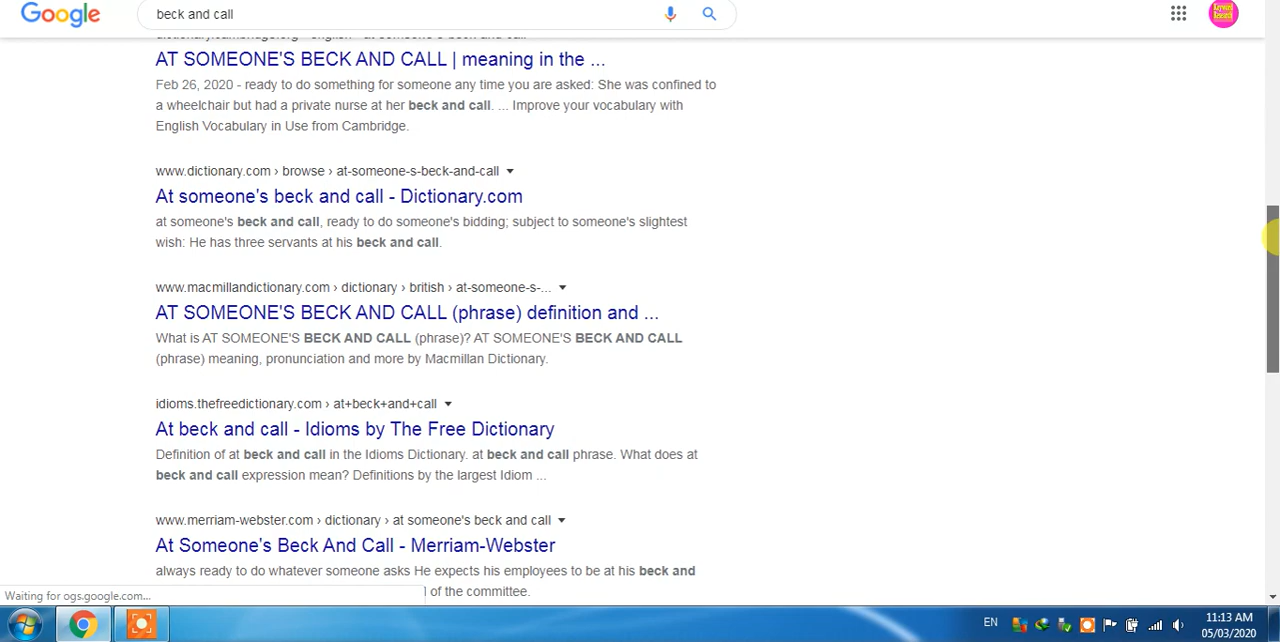 Google
beck and call
Keyword
Research
AT SOMEONE'S BECK AND CALL | meaning in the ...
Feb 26, 2020 - ready to do something for someone any time you are asked: She was confined to
a wheelchair but had a private nurse at her beck and call. ... Improve your vocabulary with
English Vocabulary in Use from Cambridge.
www.dictionary.com › browse › at-someone-s-beck-and-call
At someone's beck and call - Dictionary.com
at someone's beck and call, ready to do someone's bidding; subject to someone's slightest
wish: He has three servants at his beck and call.
www.macmillandictionary.com › dictionary › british › at-someone-s-...
AT SOMEONE'S BECK AND CALL (phrase) definition and ...
What is AT SOMEONE'S BECK AND CALL (phrase)? AT SOMEONE'S BECK AND CALL
(phrase) meaning, pronunciation and more by Macmillan Dictionary.
idioms.thefreedictionary.com › at+beck+and+call
At beck and call - Idioms by The Free Dictionary
Definition of at beck and call in the Idioms Dictionary. at beck and call phrase. What does at
beck and call expression mean? Definitions by the largest Idiom ...
www.merriam-webster.com › dictionary › at someone's beck and call
At Someone's Beck And Call - Merriam-Webster
always ready to do whatever someone asks He expects his employees to be at his beck and
l of the committee.
Waiting for ogs.google.com...
EN
11:13 AM
05/03/2020